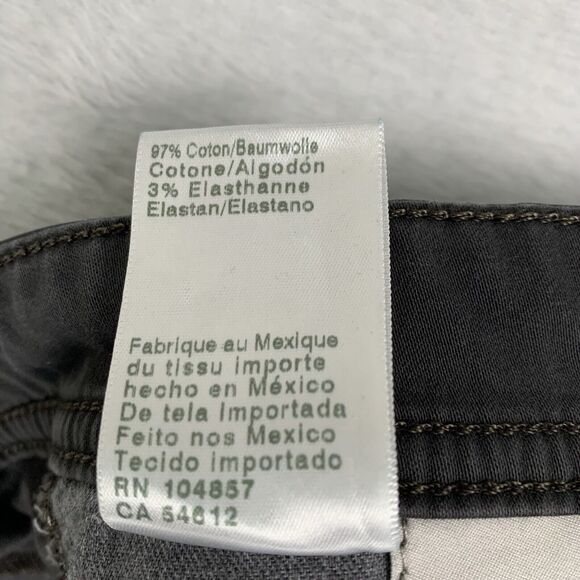 97% Coton/Baumwolle
Cotone/Algodón
3% Elasthanne
Elastan/Elastano
Fabrique au Mexique
du tissu importe
hecho en México
De tela Importada
Feito nos Mexico
Tecido importado
RN 104857
CA 54612